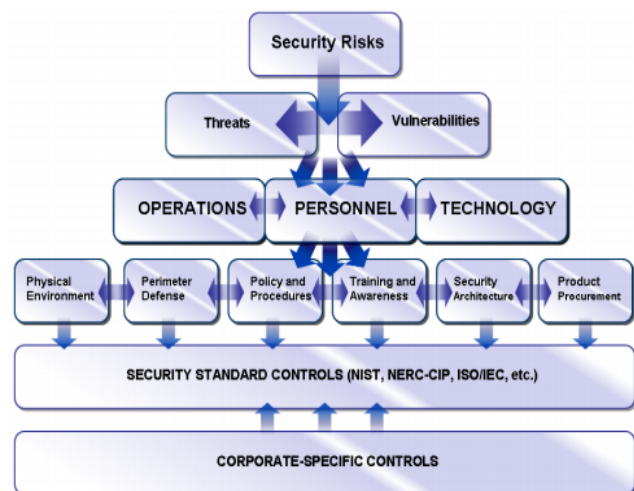 Security Risks
Threats
Vulnerabilities
OPERATIONS
PERSONNEL
TECHNOLOGY
Physical
Environment
Perimeter
Defense
Policy and
Procedures
Training and
Awareness
Security
Architecture
Product
Procurement
SECURITY STANDARD CONTROLS (NIST, NERC-CIP, ISO/IEC, etc.)
CORPORATE-SPECIFIC CONTROLS